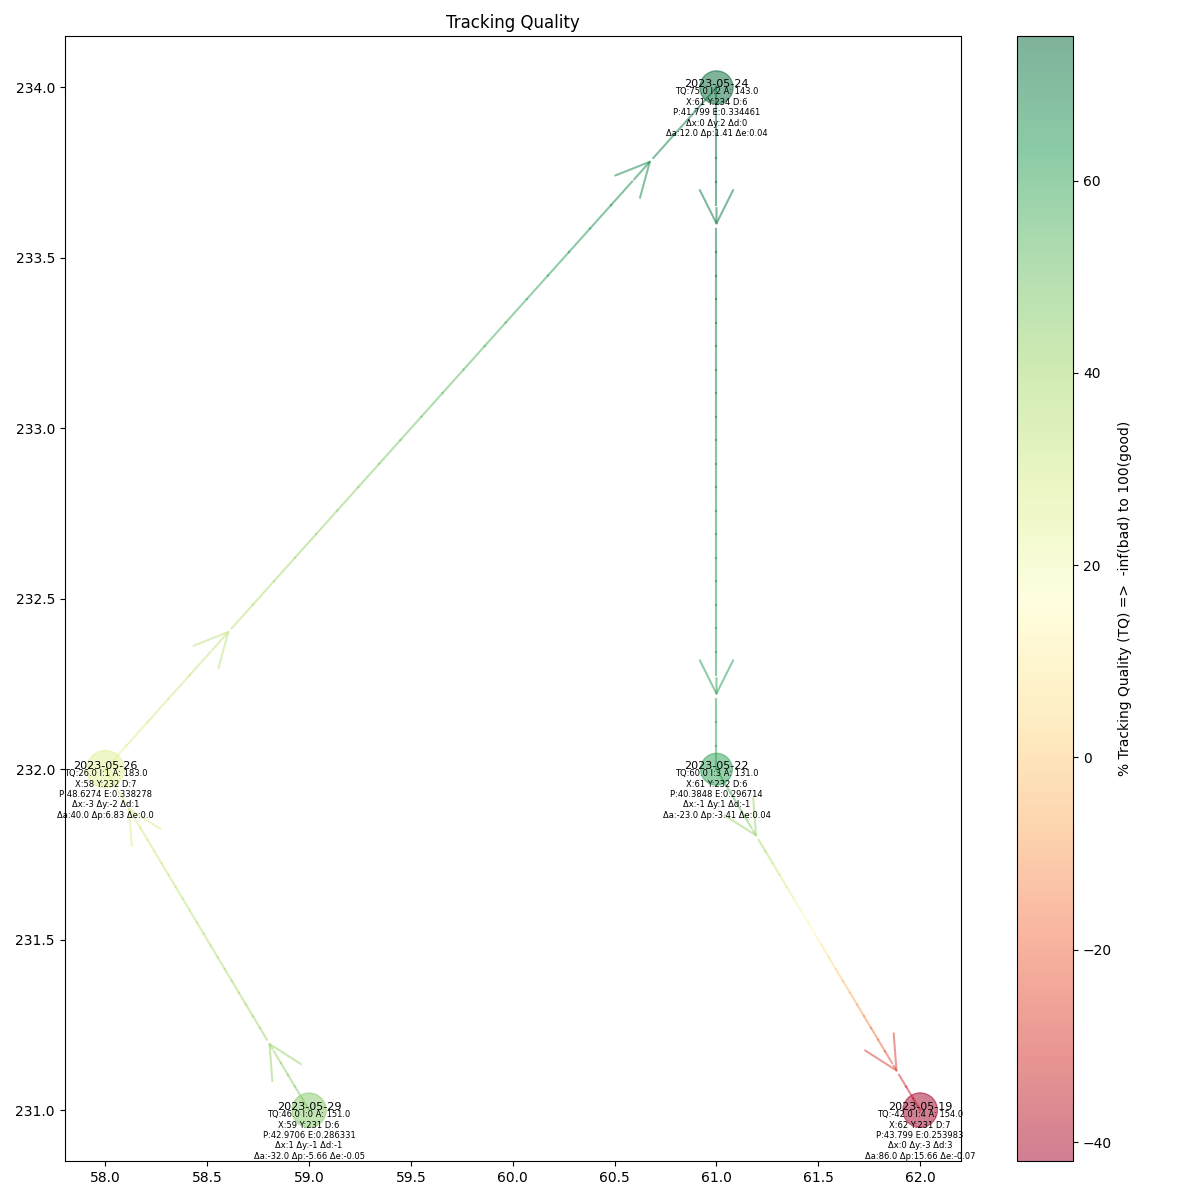 Tracking Quality
234.0
233.5
233.0
232.5
232.0
231.5
231.0
2023-05-24
TQ:75.0 I:2 A: 143.0
X:61 Y:234 D:6
P:41.799 E:0.334461
Δx:0 Δy:2 Δd:0
Δa:12.0 Δp:1.41 Δe:0.04
2023-05-26
TQ:26.0 I:1 A: 183.0
X:58 Y:232 D:7
P:48.6274 E:0.338278
Δx:-3 Δy:-2 Δd:1
Δa:40.0 Δp:6.83 Δe:0.0
2023-05-22
TQ:60.0 I:3 A: 131.0
X:61 Y:232 D:6
P:40.3848 E:0.296714
Δx:-1 Δy:1 Δd:-1
Δa:-23.0 Δp:-3.41 Δe:0.04
2023-05-29
TQ:46.0 I:0 A: 151.0
X:59 Y:231 D:6
P:42.9706 E:0.286331
Δx:1 Δy:-1 Δd:-1
Δa:-32.0 Δp:-5.66 Δe:-0.05
2023-05-19
TQ:-42.0 I:4 A: 154.0
X:62 Y:231 D:7
P:43.799 E:0.253983
Δx:0 Δy:-3 Δd:3
Δa:86.0 Δp:15.66 Δe:-0.07
58.0 58.5 59.0 59.5 60.0 60.5 61.0 61.5 62.0
60
40
20
0
−20
−40
% Tracking Quality (TQ) => -inf(bad) to 100(good)